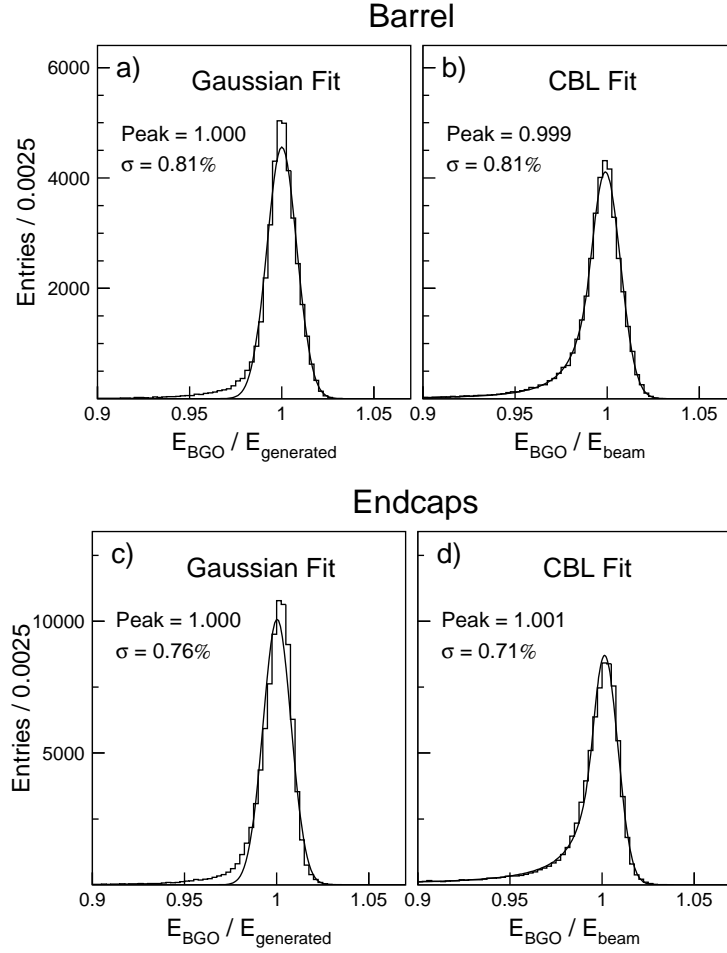 Barrel
a)
Gaussian Fit
Peak = 1.000
σ = 0.81%
b)
CBL Fit
Peak = 0.999
σ = 0.81%
Entries / 0.0025
6000
4000
2000
0.9 0.95 1 1.05
0.9 0.95 1 1.05
E_BGO / E_generated
E_BGO / E_beam
Endcaps
c)
Gaussian Fit
Peak = 1.000
σ = 0.76%
d)
CBL Fit
Peak = 1.001
σ = 0.71%
Entries / 0.0025
10000
5000
0.9 0.95 1 1.05
0.9 0.95 1 1.05
E_BGO / E_generated
E_BGO / E_beam